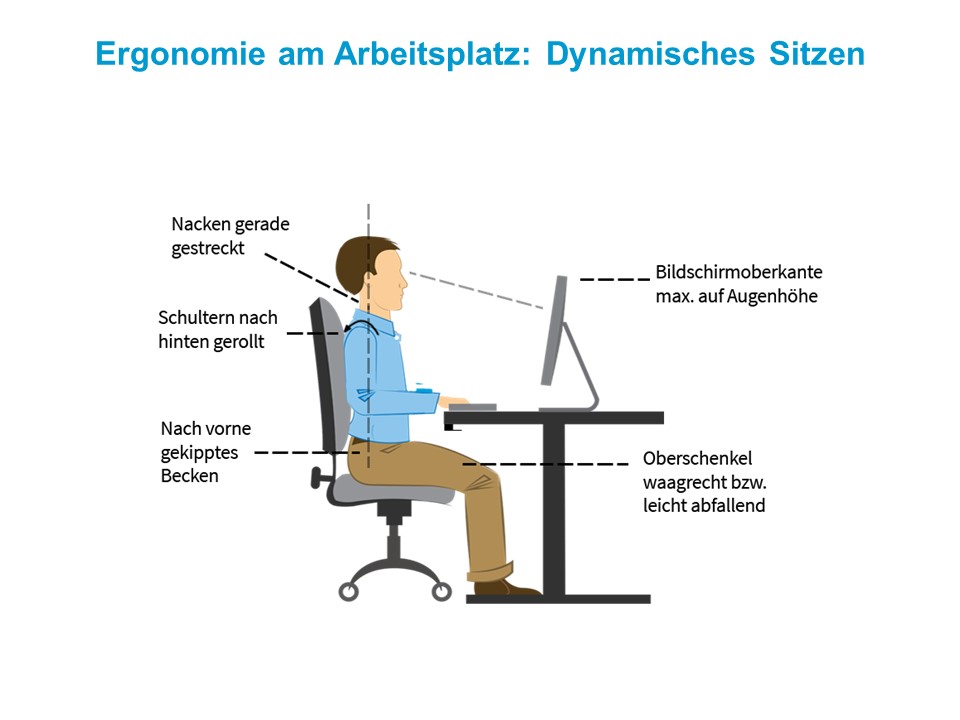 Ergonomie am Arbeitsplatz: Dynamisches Sitzen
Nacken gerade
gestreckt
Bildschirmoberkante
max. auf Augenhöhe
Schultern nach
hinten gerollt
Nach vorne
gekipptes
Becken
Oberschenkel
waagrecht bzw.
leicht abfallend